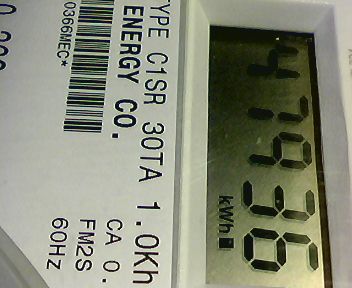 47936
kWh
TYPE C1SR 30TA 1.0Kh
ENERGY CO.
CA 0.
FM2S
60HZ
0366MEC*